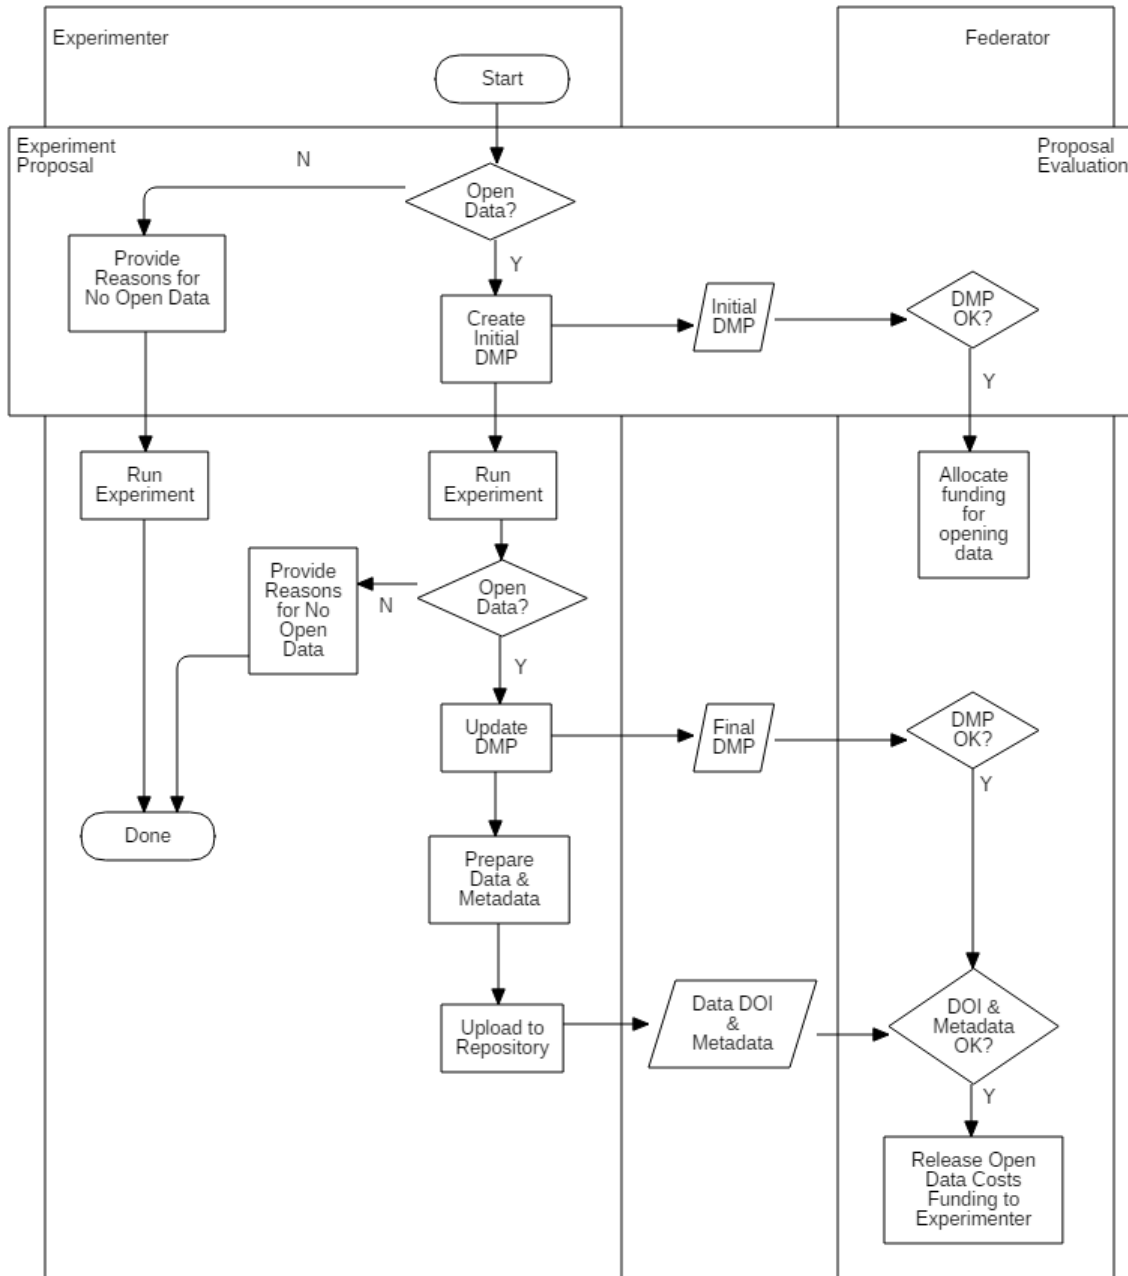 Experimenter
Federator
Start
Experiment
Proposal
N
Proposal
Evaluation
Open
Data?
Provide
Reasons for
No Open Data
Y
Create
Initial
DMP
Initial
DMP
DMP
OK?
Y
Run
Experiment
Run
Experiment
Allocate
funding
for
opening
data
Provide
Reasons
for No
Open
Data
N
Open
Data?
Y
Update
DMP
Final
DMP
DMP
OK?
Y
Done
Prepare
Data &
Metadata
Upload to
Repository
Data DOI
&
Metadata
DOI &
Metadata
OK?
Y
Release Open
Data Costs
Funding to
Experimenter